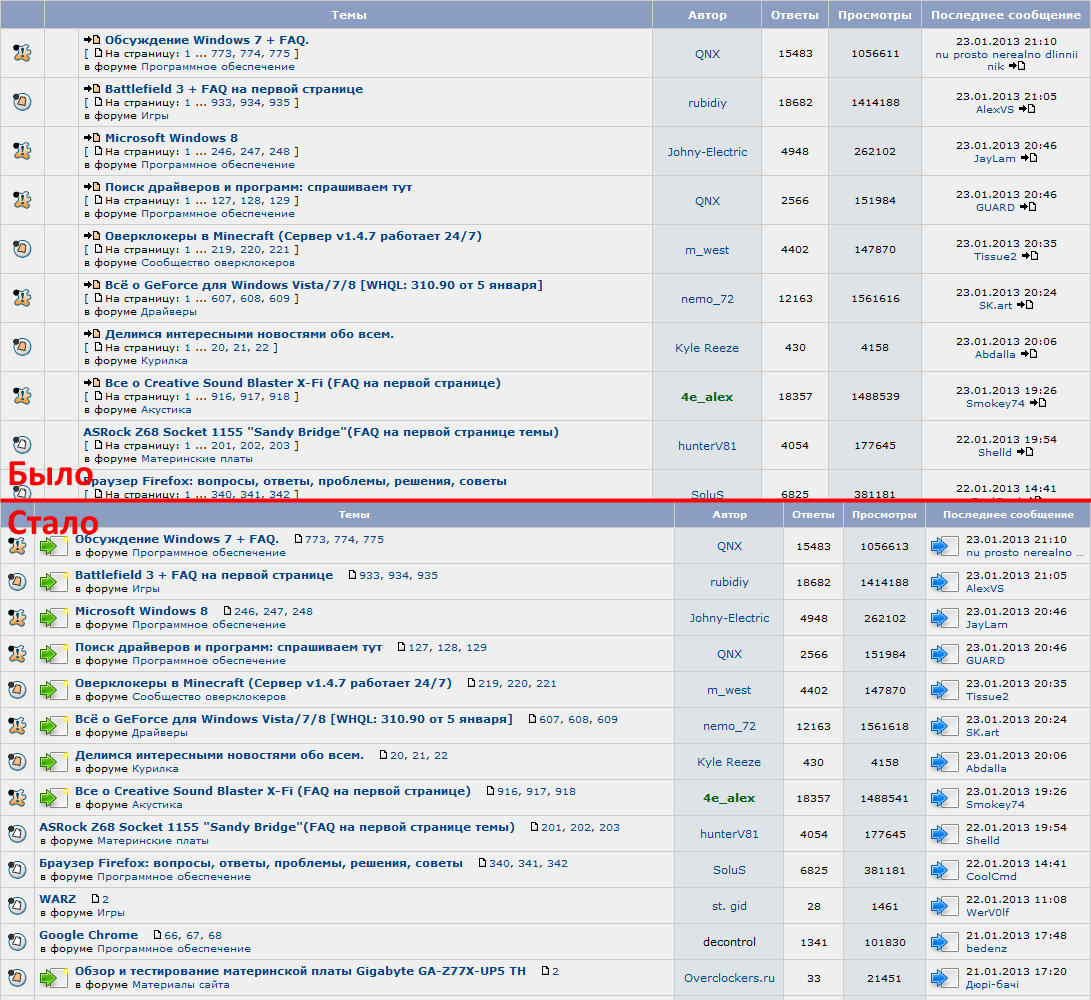 Темы Автор Ответы Просмотры Последнее сообщение
Обсуждение Windows 7 + FAQ.
[ На страницу: 1 ... 773, 774, 775 ]
в форуме Программное обеспечение
QNX 15483 1056611
23.01.2013 21:10
nu prosto nerealno dlinnii
nik
Battlefield 3 + FAQ на первой странице
[ На страницу: 1 ... 933, 934, 935 ]
в форуме Игры
rubidiy 18682 1414188
23.01.2013 21:05
AlexVS
Microsoft Windows 8
[ На страницу: 1 ... 246, 247, 248 ]
в форуме Программное обеспечение
Johny-Electric 4948 262102
23.01.2013 20:46
JayLam
Поиск драйверов и программ: спрашиваем тут
[ На страницу: 1 ... 127, 128, 129 ]
в форуме Программное обеспечение
QNX 2566 151984
23.01.2013 20:46
GUARD
Оверклокеры в Minecraft (Сервер v1.4.7 работает 24/7)
[ На страницу: 1 ... 219, 220, 221 ]
в форуме Сообщество оверклокеров
m_west 4402 147870
23.01.2013 20:35
Tissue2
Всё о GeForce для Windows Vista/7/8 [WHQL: 310.90 от 5 января]
[ На страницу: 1 ... 607, 608, 609 ]
в форуме Драйверы
nemo_72 12163 1561616
23.01.2013 20:24
SK.art
Делимся интересными новостями обо всем.
[ На страницу: 1 ... 20, 21, 22 ]
в форуме Курилка
Kyle Reeze 430 4158
23.01.2013 20:06
Abdalla
Все о Creative Sound Blaster X-Fi (FAQ на первой странице)
[ На страницу: 1 ... 916, 917, 918 ]
в форуме Акустика
4e_alex 18357 1488539
23.01.2013 19:26
Smokey74
ASRock Z68 Socket 1155 "Sandy Bridge"(FAQ на первой странице темы)
[ На страницу: 1 ... 201, 202, 203 ]
в форуме Материнские платы
hunterV81 4054 177645
22.01.2013 19:54
Shelld
Было
Браузер Firefox: вопросы, ответы, проблемы, решения, советы
[ На страницу: 1 ... 340, 341, 342 ]
SoluS 6825 381181
22.01.2013 14:41
Стало
Темы Автор Ответы Просмотры Последнее сообщение
Обсуждение Windows 7 + FAQ. 773, 774, 775
в форуме Программное обеспечение
QNX 15483 1056613
23.01.2013 21:10
nu prosto nerealno ...
Battlefield 3 + FAQ на первой странице 933, 934, 935
в форуме Игры
rubidiy 18682 1414188
23.01.2013 21:05
AlexVS
Microsoft Windows 8 246, 247, 248
в форуме Программное обеспечение
Johny-Electric 4948 262102
23.01.2013 20:46
JayLam
Поиск драйверов и программ: спрашиваем тут 127, 128, 129
в форуме Программное обеспечение
QNX 2566 151984
23.01.2013 20:46
GUARD
Оверклокеры в Minecraft (Сервер v1.4.7 работает 24/7) 219, 220, 221
в форуме Сообщество оверклокеров
m_west 4402 147870
23.01.2013 20:35
Tissue2
Всё о GeForce для Windows Vista/7/8 [WHQL: 310.90 от 5 января] 607, 608, 609
в форуме Драйверы
nemo_72 12163 1561618
23.01.2013 20:24
SK.art
Делимся интересными новостями обо всем. 20, 21, 22
в форуме Курилка
Kyle Reeze 430 4158
23.01.2013 20:06
Abdalla
Все о Creative Sound Blaster X-Fi (FAQ на первой странице) 916, 917, 918
в форуме Акустика
4e_alex 18357 1488541
23.01.2013 19:26
Smokey74
ASRock Z68 Socket 1155 "Sandy Bridge"(FAQ на первой странице темы) 201, 202, 203
в форуме Материнские платы
hunterV81 4054 177645
22.01.2013 19:54
Shelld
Браузер Firefox: вопросы, ответы, проблемы, решения, советы 340, 341, 342
в форуме Программное обеспечение
SoluS 6825 381181
22.01.2013 14:41
CoolCmd
WARZ 2
в форуме Игры
st. gid 28 1461
22.01.2013 11:08
WerV0lf
Google Chrome 66, 67, 68
в форуме Программное обеспечение
decontrol 1341 101830
21.01.2013 17:48
bedenz
Обзор и тестирование материнской платы Gigabyte GA-Z77X-UP5 TH 2
в форуме Материалы сайта
Overclockers.ru 33 21451
21.01.2013 17:20
Дюрі-бачі